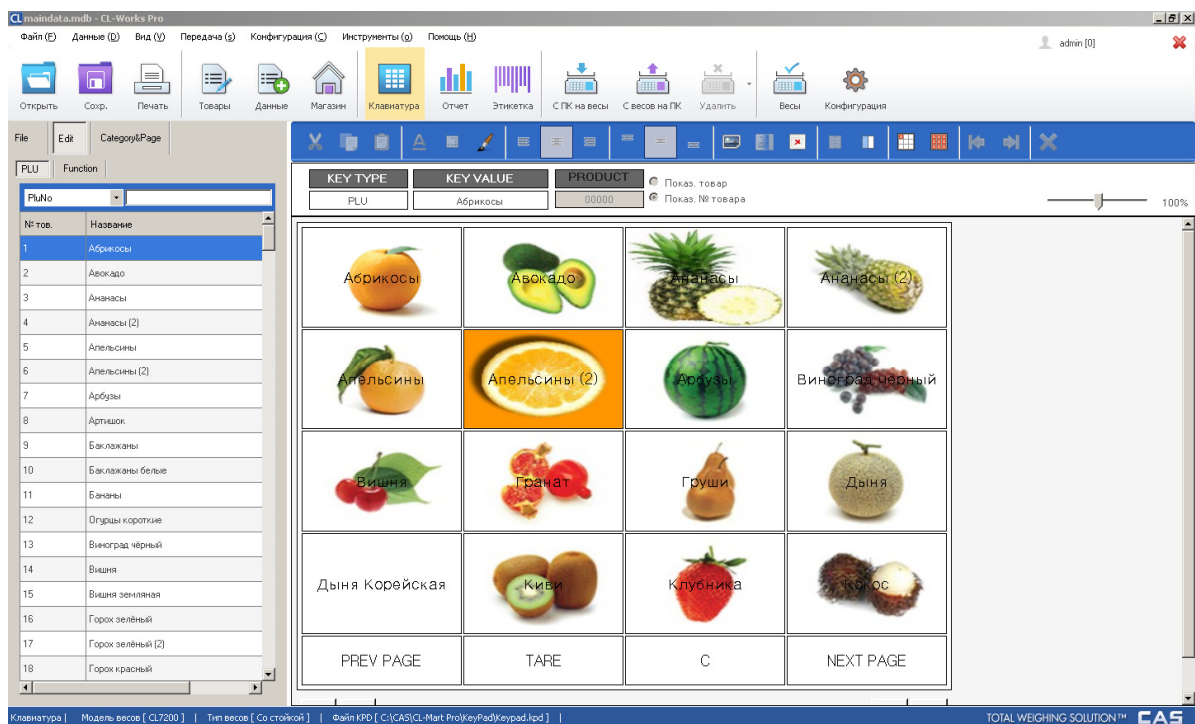 CL maindata.mdb - CL-Works Pro
Файл (F) Данные (D) Вид (V) Передача (s) Конфигурация (C) Инструменты (o) Помощь (H)
admin [0]
Открыть Сохр. Печать Товары Данные Магазин Клавиатура Отчет Этикетка С ПК на весы С весов на ПК Удалить Весы Конфигурация
File Edit Category&Page
PLU Function
PluNo
KEY TYPE KEY VALUE PRODUCT
PLU Абрикосы 00000
Показ. товар
Показ. № товара
100%
№ тов. Название
1 Абрикосы
2 Авокадо
3 Ананасы
4 Ананасы (2)
5 Апельсины
6 Апельсины (2)
7 Арбузы
8 Артишок
9 Баклажаны
10 Баклажаны белые
11 Бананы
12 Огурцы короткие
13 Виноград чёрный
14 Вишня
15 Вишня земляная
16 Горох зелёный
17 Горох зелёный (2)
18 Горох красный
Абрикосы Авокадо Ананасы Ананасы (2)
Апельсины Апельсины (2) Арбузы Виноград чёрный
Вишня Гранат Груши Дыня
Дыня Корейская Киви Клубника Кокос
PREV PAGE TARE C NEXT PAGE
Клавиатура | Модель весов [ CL7200 ] | Тип весов [ Со стойкой ] | Файл KPD [ C:\CAS\CL-Mart Pro\KeyPad\Keypad.kpd ] |
TOTAL WEIGHING SOLUTION™ CAS